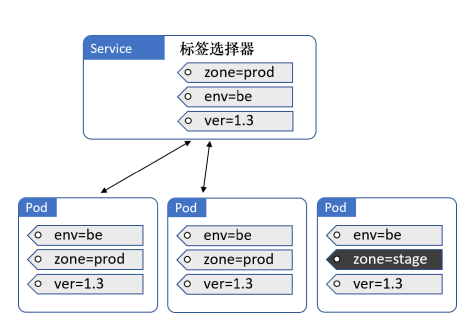 Service
标签选择器
zone=prod
env=be
ver=1.3
Pod
env=be
zone=prod
ver=1.3
Pod
env=be
zone=prod
ver=1.3
Pod
env=be
zone=stage
ver=1.3